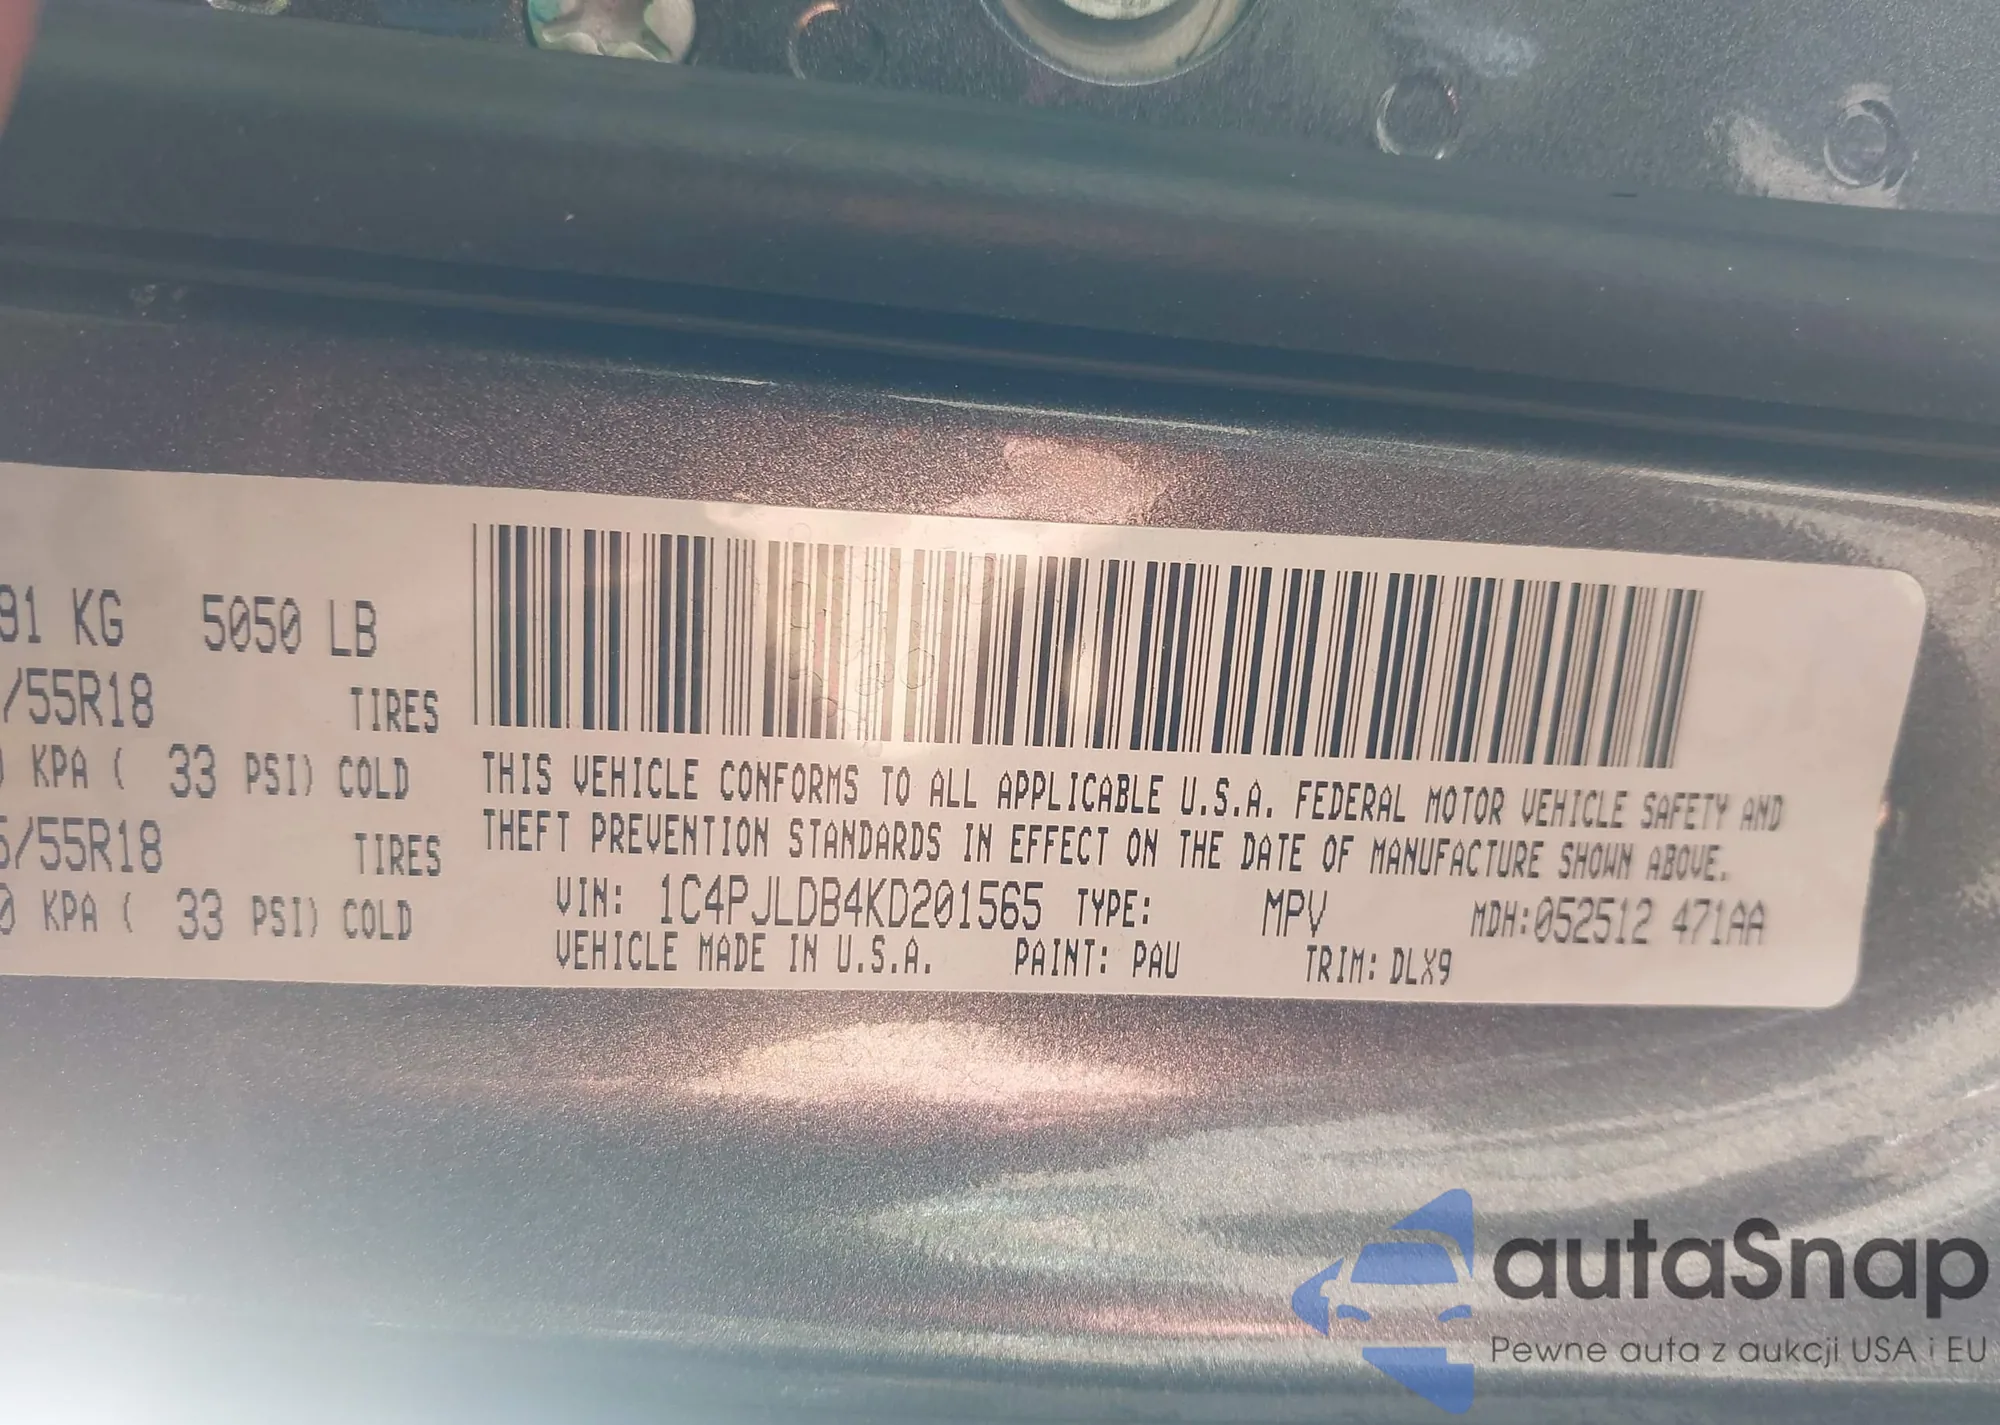 91 KG 5050 LB
/55R18 TIRES
KPA ( 33 PSI) COLD
5/55R18 TIRES
0 KPA ( 33 PSI) COLD
THIS VEHICLE CONFORMS TO ALL APPLICABLE U.S.A. FEDERAL MOTOR VEHICLE SAFETY AND
THEFT PREVENTION STANDARDS IN EFFECT ON THE DATE OF MANUFACTURE SHOWN ABOVE.
VIN: 1C4PJLDB4KD201565 TYPE: MPV MDH:052512 471AA
VEHICLE MADE IN U.S.A. PAINT: PAU TRIM: DLX9
autaSnap
Pewne auta z aukcji USA i EU